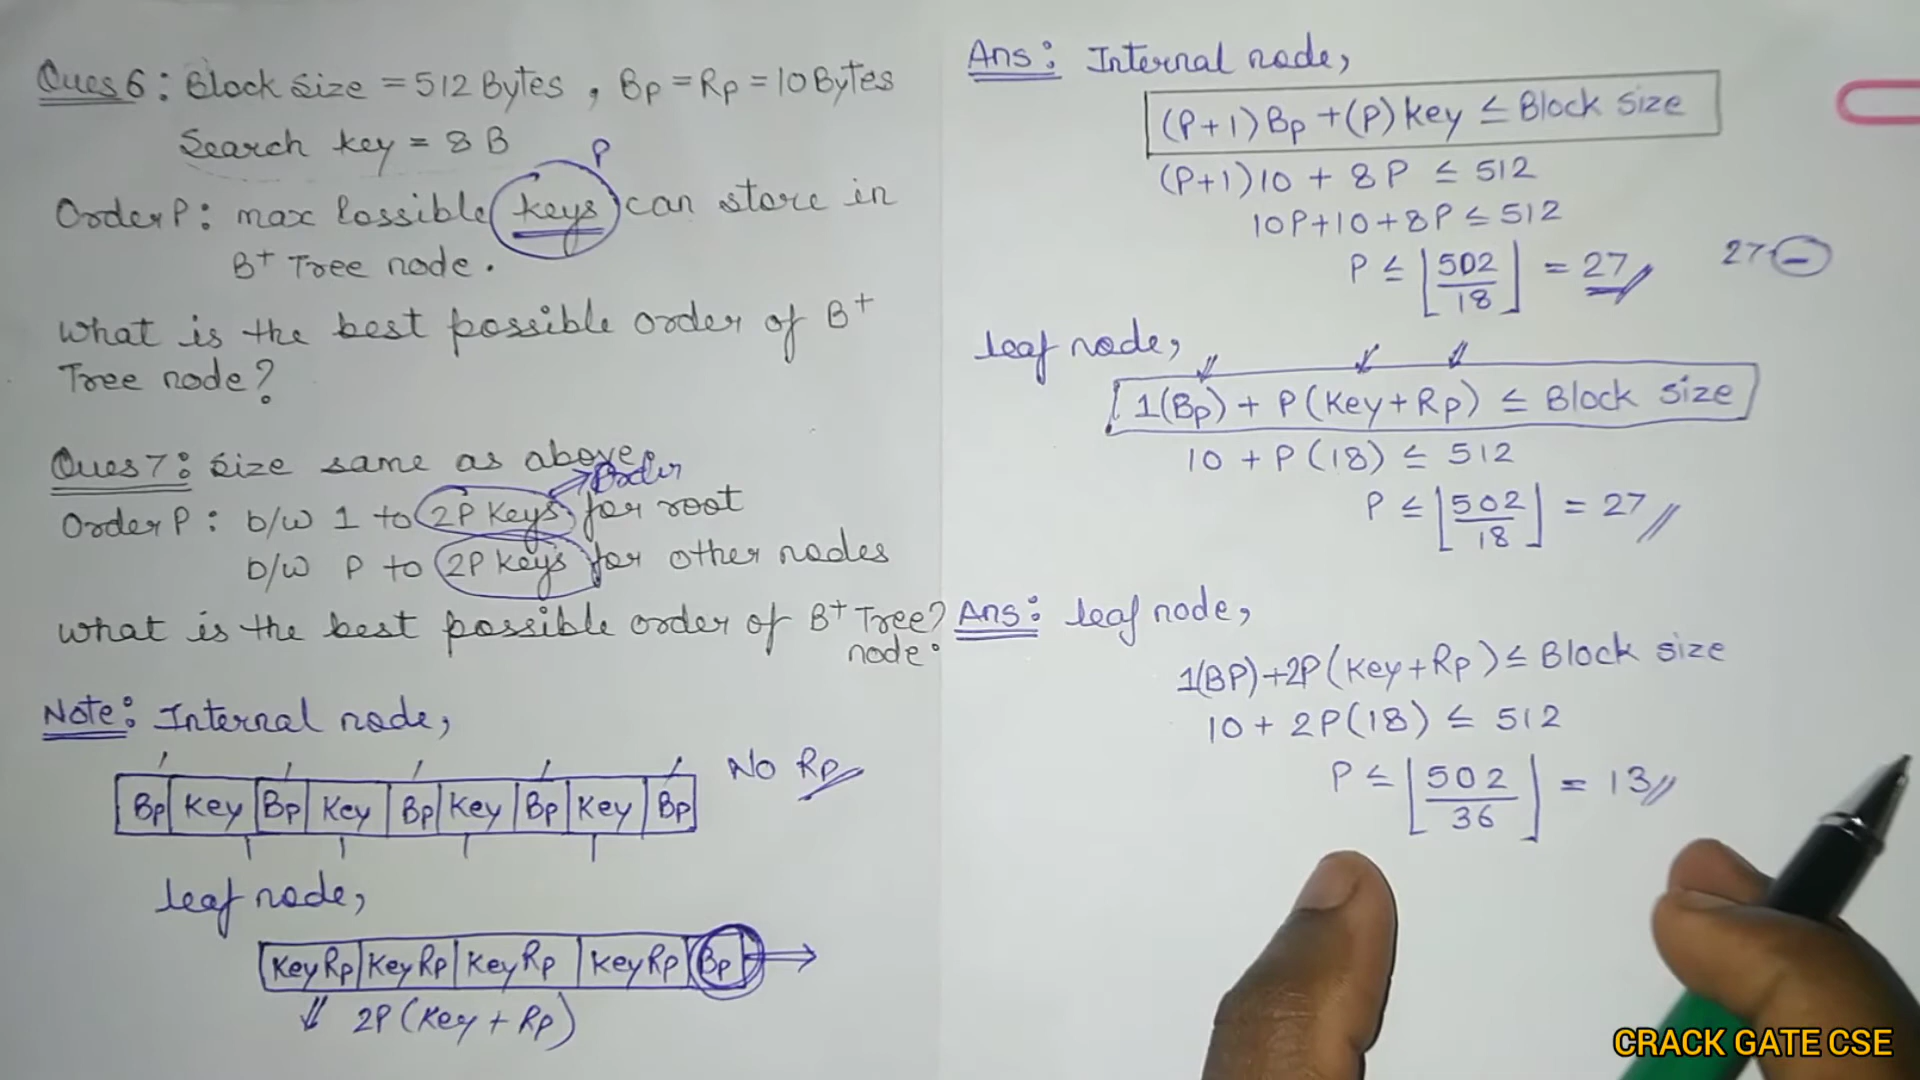 Ques 6 : Block size = 512 Bytes , Bp = Rp = 10 Bytes
Search key = 8 B
P
Order P : max Possible keys can store in
B+ Tree node .
What is the best possible order of B+
Tree node ?
Ques 7 : size same as above .
Order
Order P : b/w 1 to 2P keys for root
b/w P to 2P keys for other nodes
what is the best possible order of B+ Tree ?
node .
Note : Internal node,
Bp key Bp key Bp key Bp key Bp
No Rp
leaf node,
key Rp key Rp key Rp key Rp Bp
2P (key + Rp)
Ans : Internal node,
(P+1) Bp + (P) key ≤ Block size
(P+1)10 + 8P ≤ 512
10P+10+8P ≤ 512
P ≤ ⌊502/18⌋ = 27
27 -
leaf node,
1(Bp) + P (key + Rp) ≤ Block size
10 + P (18) ≤ 512
P ≤ ⌊502/18⌋ = 27
Ans : leaf node,
1(BP)+2P(key+Rp) ≤ Block size
10 + 2P(18) ≤ 512
P ≤ ⌊502/36⌋ = 13
CRACK GATE CSE